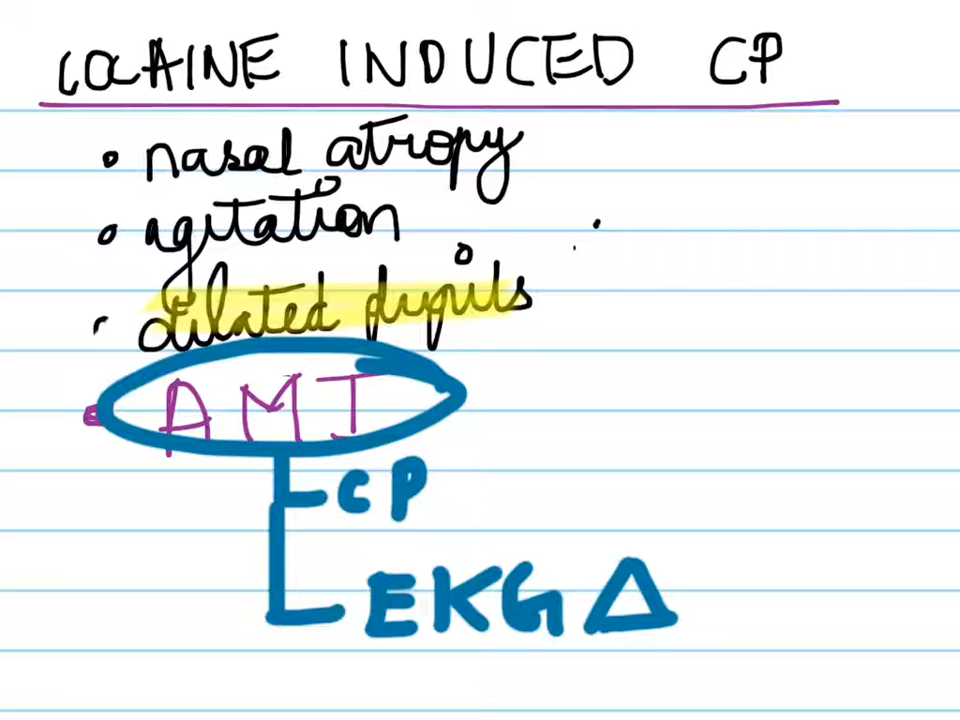 COCAINE INDUCED CP
• nasal atropy
• agitation
• dilated pupils
• AMI
CP
EKG Δ